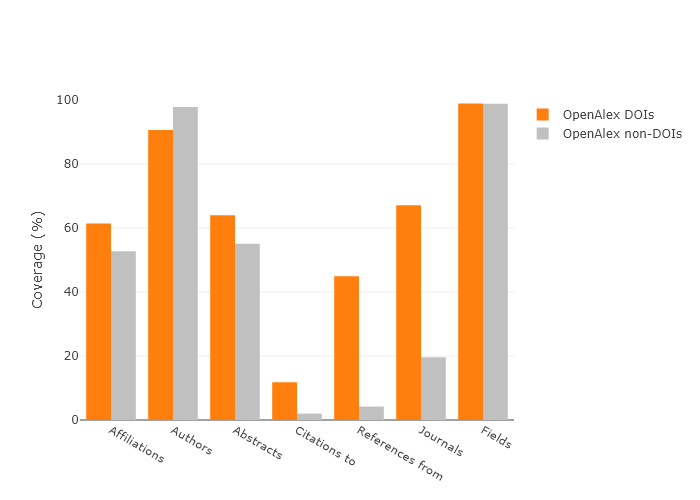 100
80
60
40
20
0
Coverage (%)
Affiliations
Authors
Abstracts
Citations to
References from
Journals
Fields
OpenAlex DOIs
OpenAlex non-DOIs